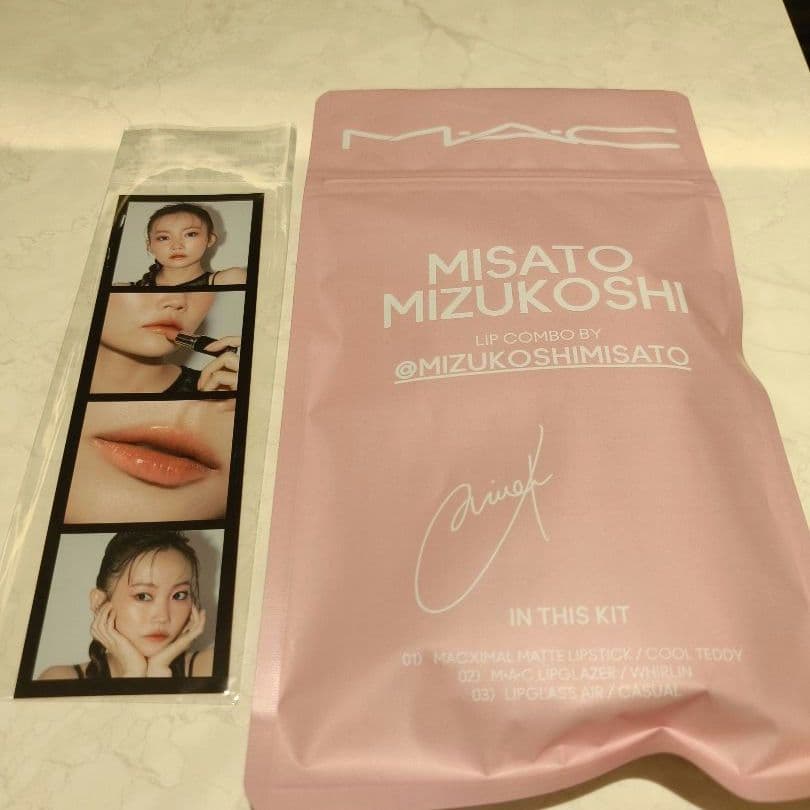 M·A·C
MISATO
MIZUKOSHI
LIP COMBO BY
@MIZUKOSHIMISATO
IN THIS KIT
01) MACXIMAL MATTE LIPSTICK / COOL TEDDY
02) M·A·C LIPGLAZER / WHIRLIN
03) LIPGLASS AIR / CASUAL